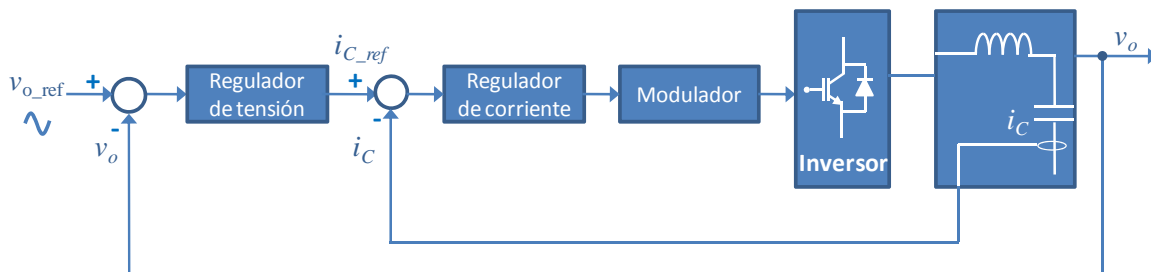 v_o_ref
+
-
v_o
Regulador
de tensión
i_C_ref
+
-
i_C
Regulador
de corriente
Modulador
Inversor
i_C
v_o